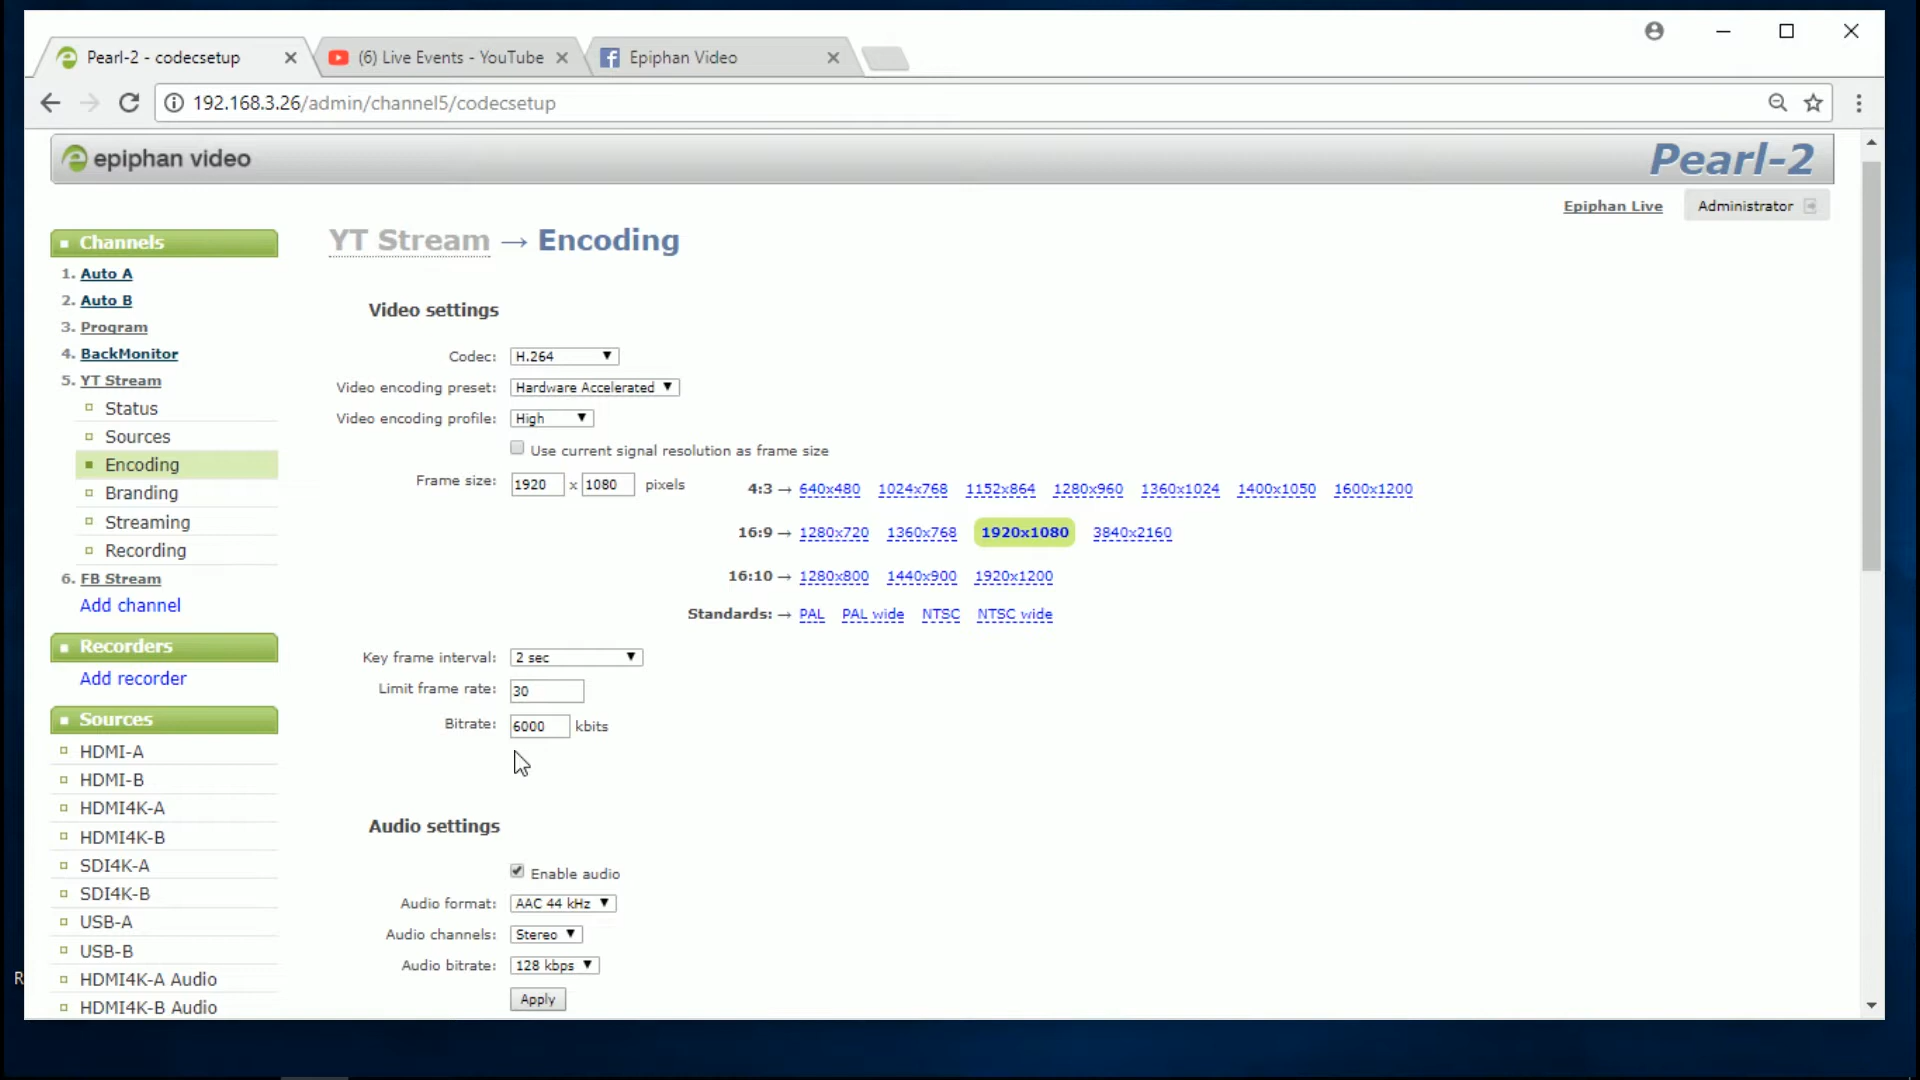 Pearl-2 - codecsetup
(6) Live Events - YouTube
Epiphan Video
192.168.3.26/admin/channel5/codecsetup
epiphan video
Pearl-2
Epiphan Live
Administrator
Channels
1. Auto A
2. Auto B
3. Program
4. BackMonitor
5. YT Stream
Status
Sources
Encoding
Branding
Streaming
Recording
6. FB Stream
Add channel
Recorders
Add recorder
Sources
HDMI-A
HDMI-B
HDMI4K-A
HDMI4K-B
SDI4K-A
SDI4K-B
USB-A
USB-B
HDMI4K-A Audio
HDMI4K-B Audio
YT Stream → Encoding
Video settings
Codec: H.264
Video encoding preset: Hardware Accelerated
Video encoding profile: High
Use current signal resolution as frame size
Frame size: 1920 x 1080 pixels
4:3 → 640x480 1024x768 1152x864 1280x960 1360x1024 1400x1050 1600x1200
16:9 → 1280x720 1360x768 1920x1080 3840x2160
16:10 → 1280x800 1440x900 1920x1200
Standards: → PAL PAL wide NTSC NTSC wide
Key frame interval: 2 sec
Limit frame rate: 30
Bitrate: 6000 kbits
Audio settings
Enable audio
Audio format: AAC 44 kHz
Audio channels: Stereo
Audio bitrate: 128 kbps
Apply
R